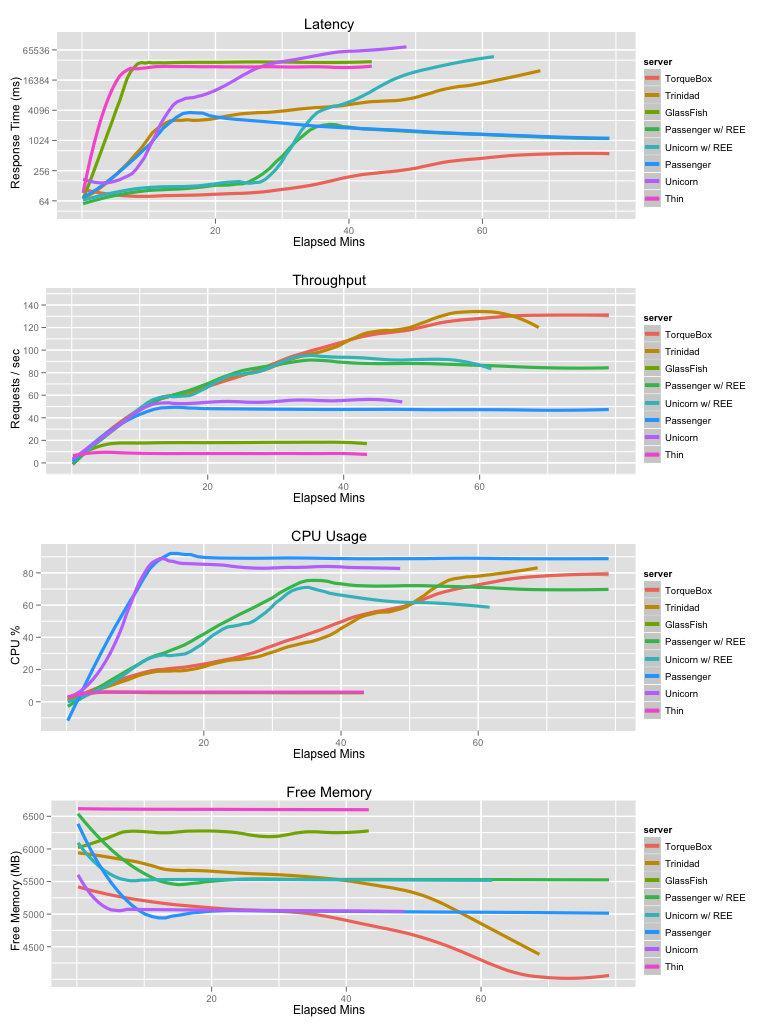 Latency
Response Time (ms)
65536
16384
4096
1024
256
64
20
40
60
Elapsed Mins
server
TorqueBox
Trinidad
GlassFish
Passenger w/ REE
Unicorn w/ REE
Passenger
Unicorn
Thin
Throughput
Requests / sec
140
120
100
80
60
40
20
0
20
40
60
Elapsed Mins
server
TorqueBox
Trinidad
GlassFish
Passenger w/ REE
Unicorn w/ REE
Passenger
Unicorn
Thin
CPU Usage
CPU %
80
60
40
20
0
20
40
60
Elapsed Mins
server
TorqueBox
Trinidad
GlassFish
Passenger w/ REE
Unicorn w/ REE
Passenger
Unicorn
Thin
Free Memory
Free Memory (MB)
6500
6000
5500
5000
4500
20
40
60
Elapsed Mins
server
TorqueBox
Trinidad
GlassFish
Passenger w/ REE
Unicorn w/ REE
Passenger
Unicorn
Thin